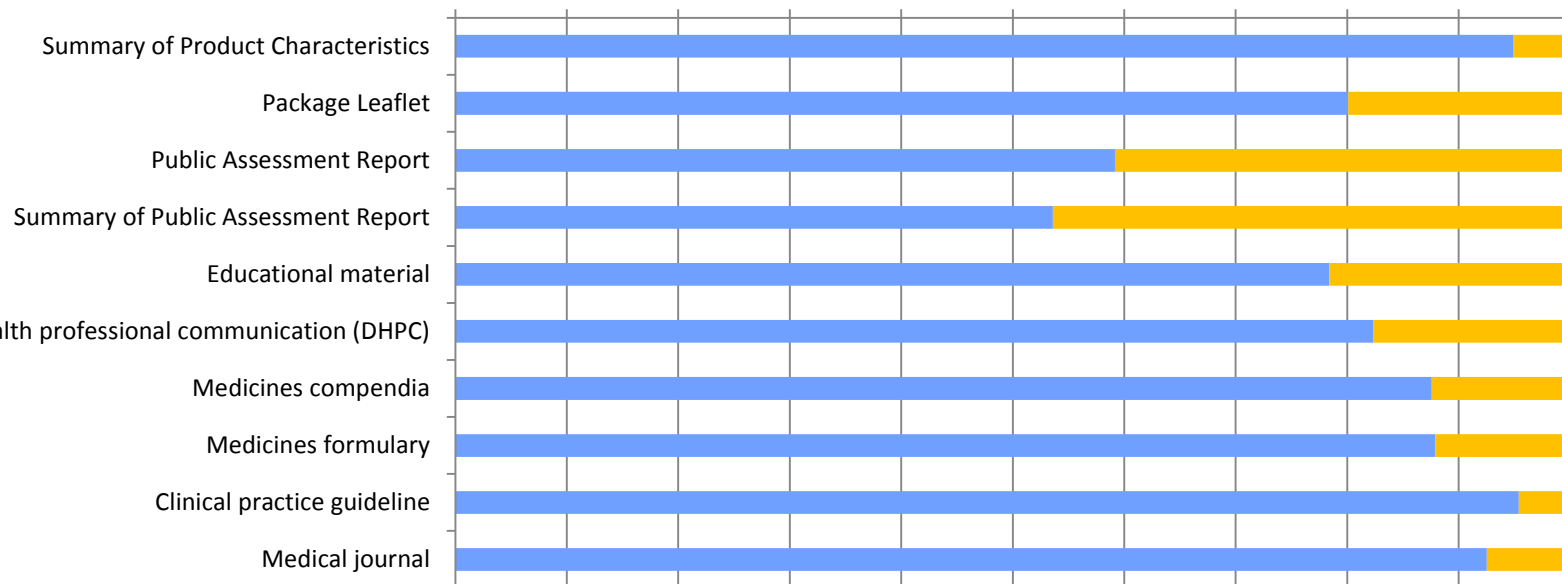 Summary of Product Characteristics
Package Leaflet
Public Assessment Report
Summary of Public Assessment Report
Educational material
professional communication (DHPC)
Medicines compendia
Medicines formulary
Clinical practice guideline
Medical journal